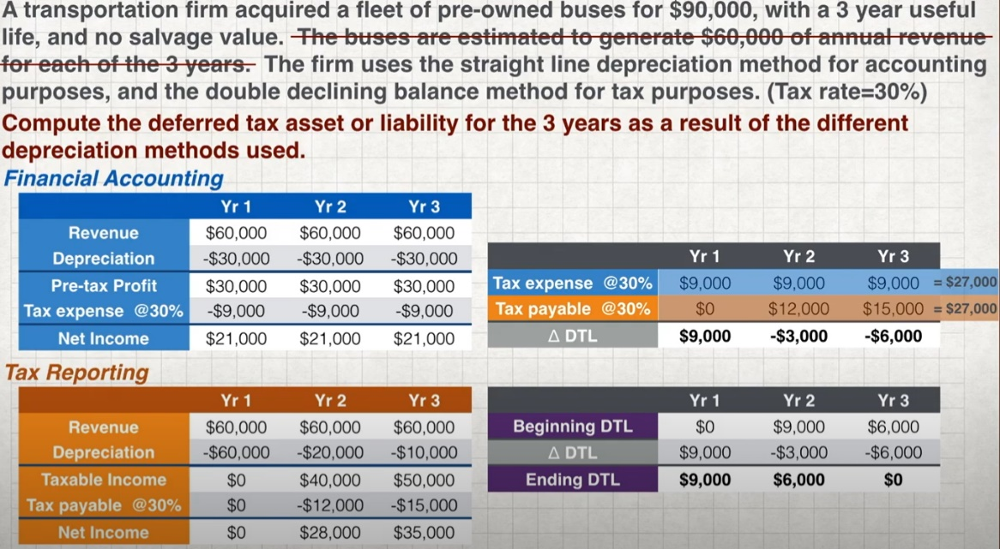 A transportation firm acquired a fleet of pre-owned buses for $90,000, with a 3 year useful
life, and no salvage value. The buses are estimated to generate $60,000 of annual revenue
for each of the 3 years. The firm uses the straight line depreciation method for accounting
purposes, and the double declining balance method for tax purposes. (Tax rate=30%)
Compute the deferred tax asset or liability for the 3 years as a result of the different
depreciation methods used.
Financial Accounting
Yr 1 Yr 2 Yr 3
Revenue $60,000 $60,000 $60,000
Depreciation -$30,000 -$30,000 -$30,000
Pre-tax Profit $30,000 $30,000 $30,000
Tax expense @30% -$9,000 -$9,000 -$9,000
Net Income $21,000 $21,000 $21,000
Yr 1 Yr 2 Yr 3
Tax expense @30% $9,000 $9,000 $9,000 = $27,000
Tax payable @30% $0 $12,000 $15,000 = $27,000
Δ DTL $9,000 -$3,000 -$6,000
Tax Reporting
Yr 1 Yr 2 Yr 3
Revenue $60,000 $60,000 $60,000
Depreciation -$60,000 -$20,000 -$10,000
Taxable Income $0 $40,000 $50,000
Tax payable @30% $0 -$12,000 -$15,000
Net Income $0 $28,000 $35,000
Yr 1 Yr 2 Yr 3
Beginning DTL $0 $9,000 $6,000
Δ DTL $9,000 -$3,000 -$6,000
Ending DTL $9,000 $6,000 $0